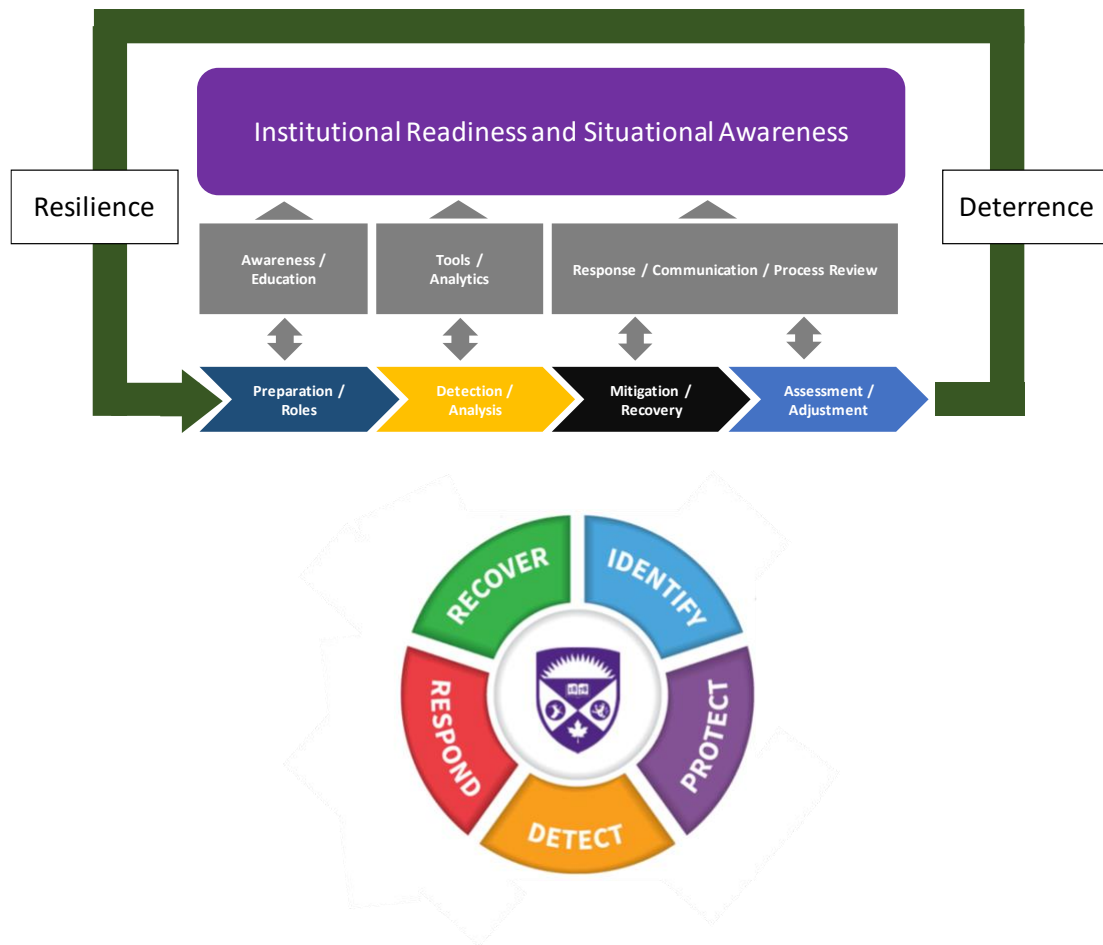 Institutional Readiness and Situational Awareness
Resilience
Deterrence
Awareness /
Education
Tools /
Analytics
Response / Communication / Process Review
Preparation /
Roles
Detection /
Analysis
Mitigation /
Recovery
Assessment /
Adjustment
RECOVER
IDENTIFY
PROTECT
DETECT
RESPOND